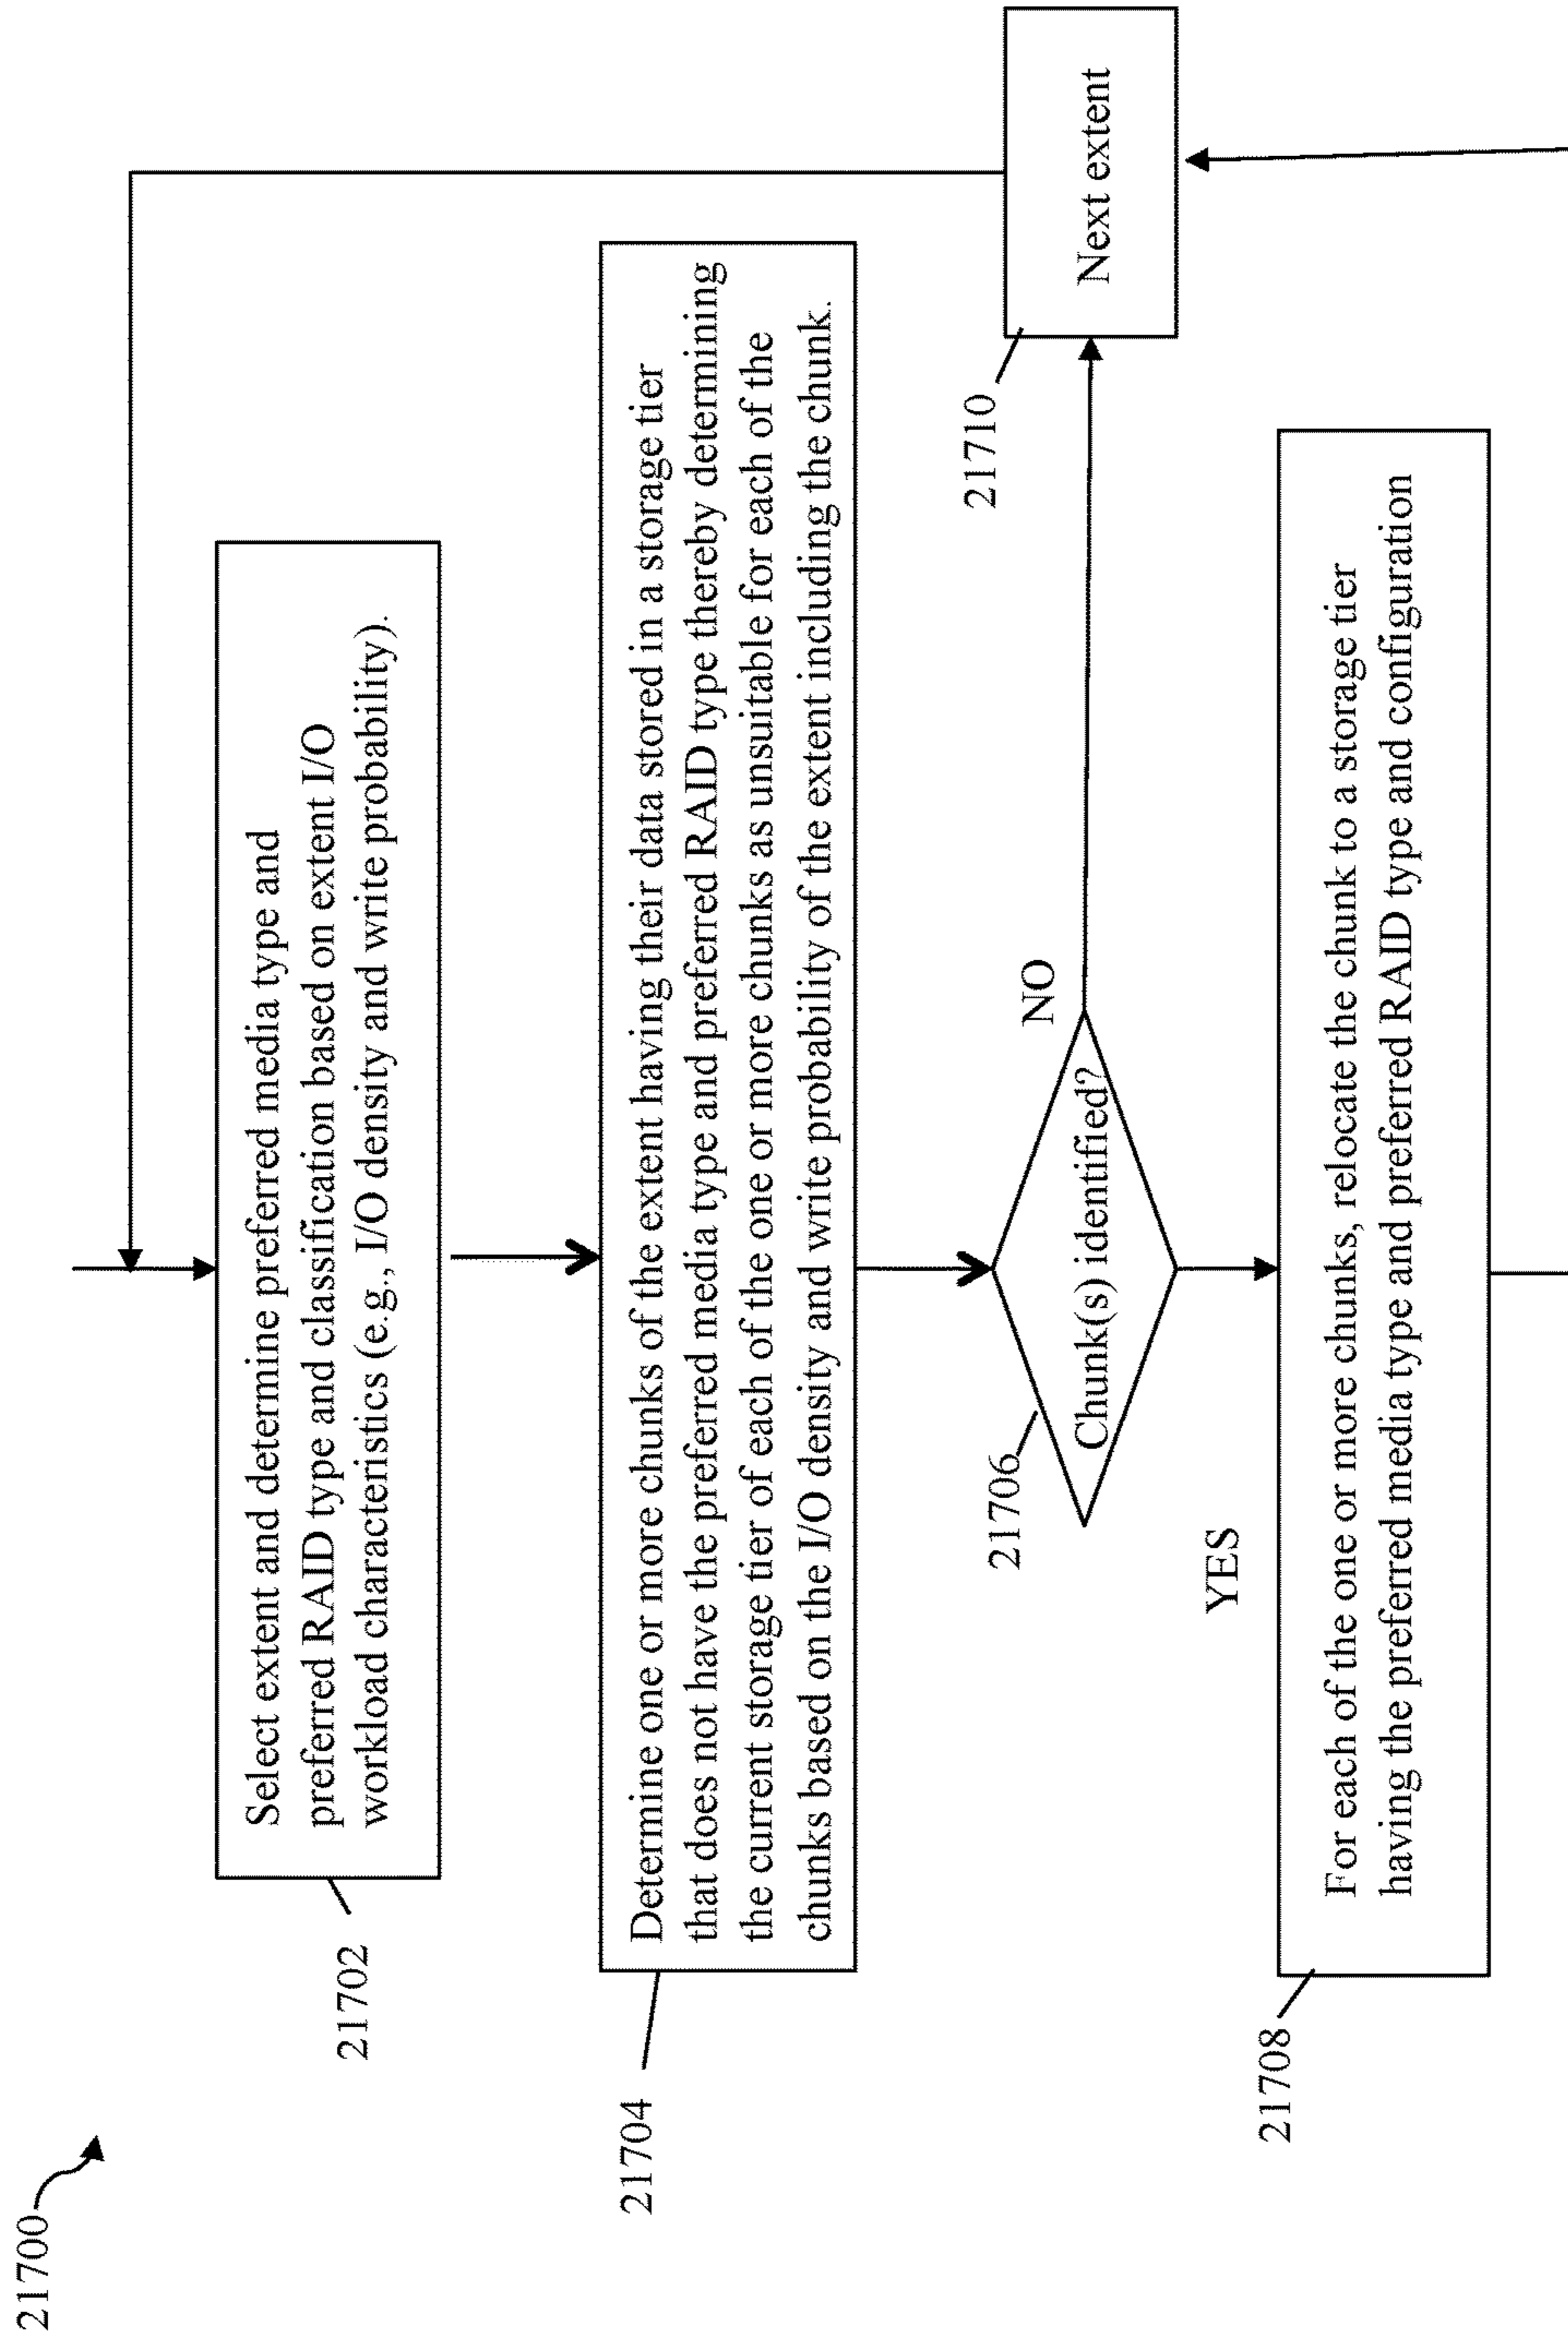 21700
21702
Select extent and determine preferred media type and
preferred RAID type and classification based on extent I/O
workload characteristics (e.g., I/O density and write probability).
21704
Determine one or more chunks of the extent having their data stored in a storage tier
that does not have the preferred media type and preferred RAID type thereby determining
the current storage tier of each of the one or more chunks as unsuitable for each of the
chunks based on the I/O density and write probability of the extent including the chunk.
21706
Chunk(s) identified?
NO
21710
Next extent
YES
21708
For each of the one or more chunks, relocate the chunk to a storage tier
having the preferred media type and preferred RAID type and configuration